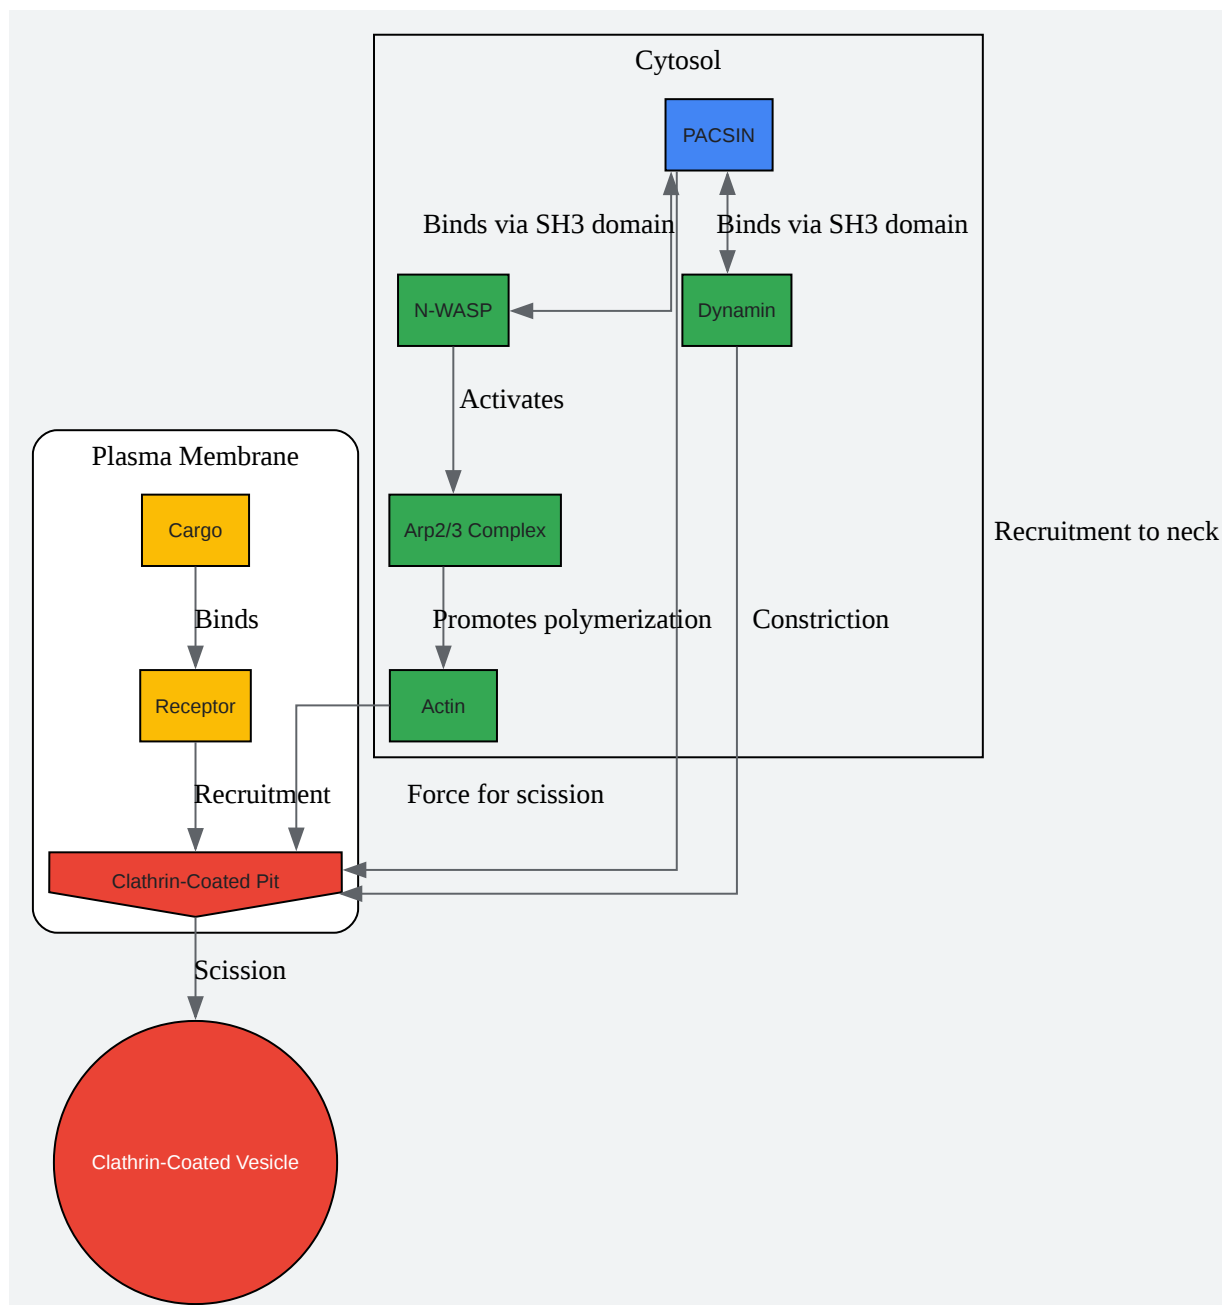 Cytosol
PACSIN
Binds via SH3 domain
Binds via SH3 domain
N-WASP
Dynamin
Activates
Plasma Membrane
Cargo
Arp2/3 Complex
Recruitment to neck
Binds
Promotes polymerization
Constriction
Receptor
Actin
Recruitment
Force for scission
Clathrin-Coated Pit
Scission
Clathrin-Coated Vesicle